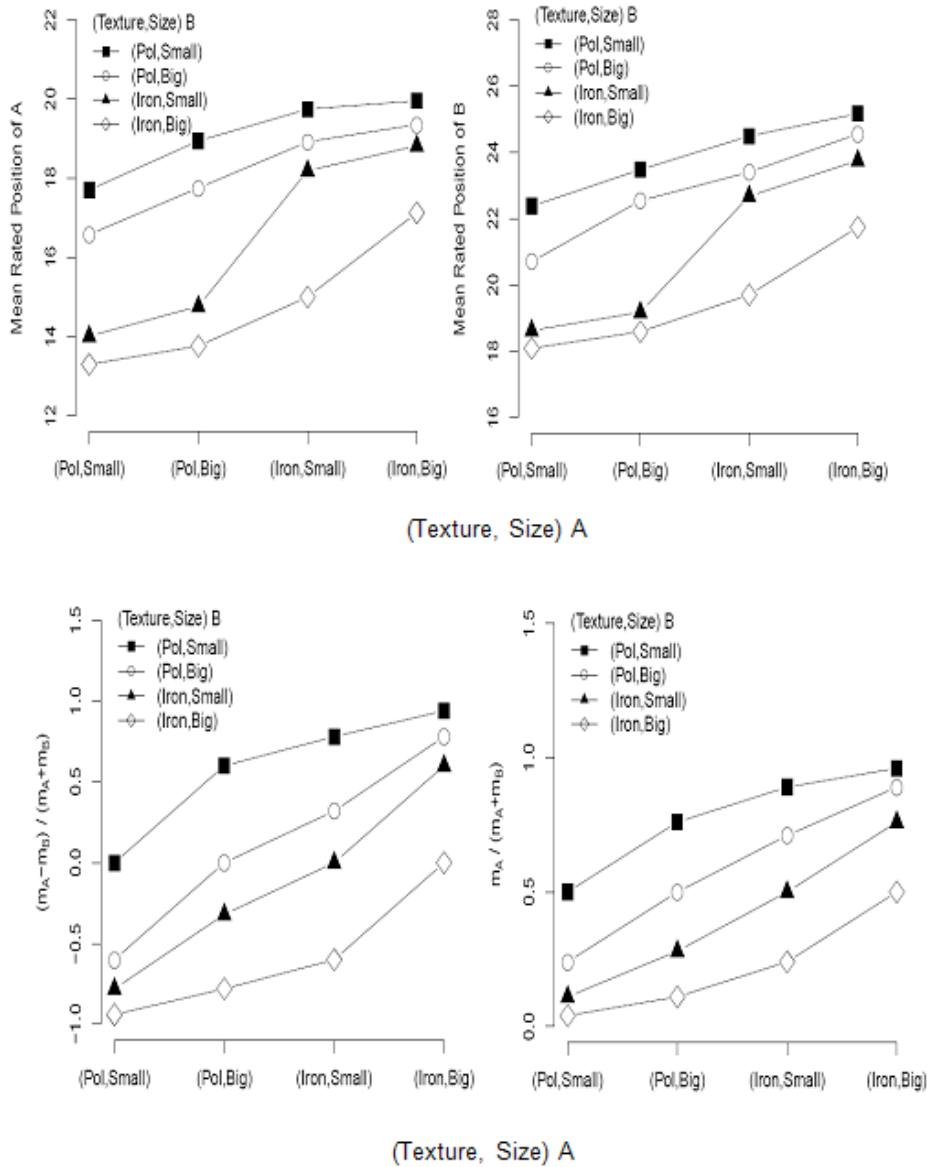 Mean Rated Position of A
22
20
18
16
14
12
(Texture,Size) B
(Pol,Small)
(Pol,Big)
(Iron,Small)
(Iron,Big)
(Pol,Small) (Pol,Big) (Iron,Small) (Iron,Big)
Mean Rated Position of B
28
26
24
22
20
18
16
(Texture,Size) B
(Pol,Small)
(Pol,Big)
(Iron,Small)
(Iron,Big)
(Pol,Small) (Pol,Big) (Iron,Small) (Iron,Big)
(Texture, Size) A
(mA−mB) / (mA+mB)
1.5
1.0
0.5
0.0
−0.5
−1.0
(Texture,Size) B
(Pol,Small)
(Pol,Big)
(Iron,Small)
(Iron,Big)
(Pol,Small) (Pol,Big) (Iron,Small) (Iron,Big)
mA / (mA+mB)
1.5
1.0
0.5
0.0
(Texture,Size) B
(Pol,Small)
(Pol,Big)
(Iron,Small)
(Iron,Big)
(Pol,Small) (Pol,Big) (Iron,Small) (Iron,Big)
(Texture, Size) A